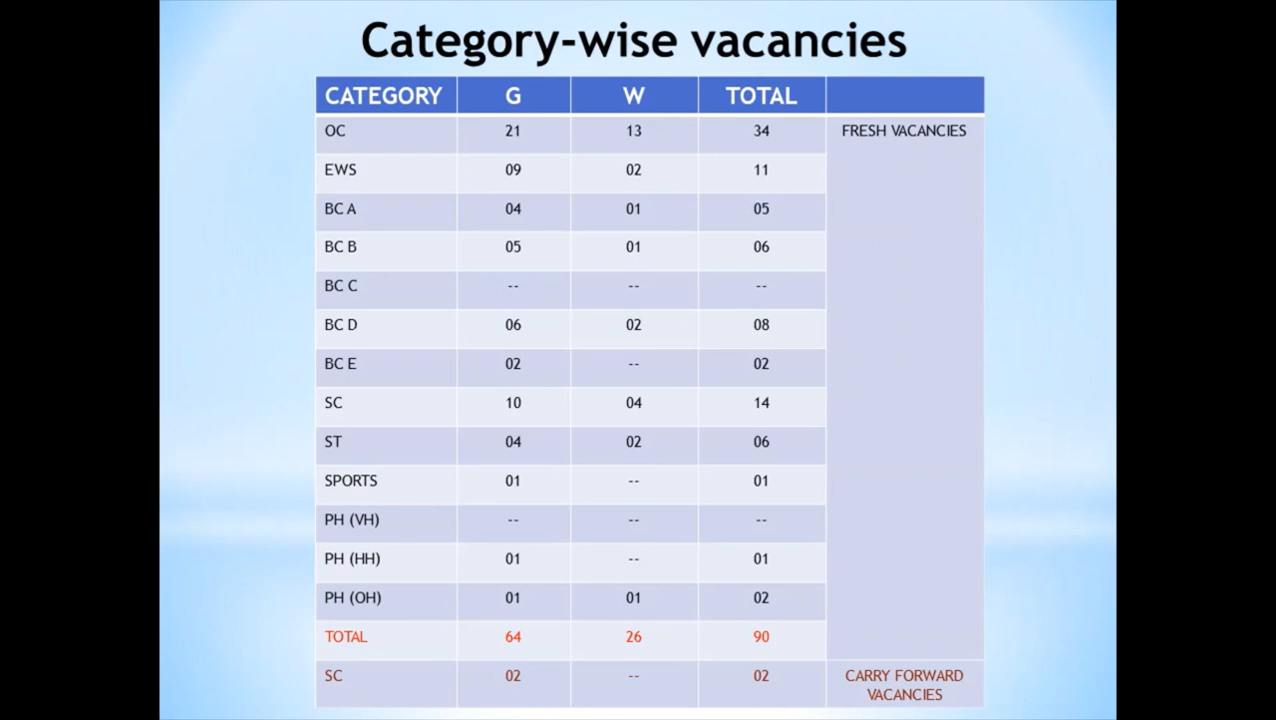 Category-wise vacancies
CATEGORY G W TOTAL
OC 21 13 34 FRESH VACANCIES
EWS 09 02 11
BC A 04 01 05
BC B 05 01 06
BC C -- -- --
BC D 06 02 08
BC E 02 -- 02
SC 10 04 14
ST 04 02 06
SPORTS 01 -- 01
PH (VH) -- -- --
PH (HH) 01 -- 01
PH (OH) 01 01 02
TOTAL 64 26 90
SC 02 -- 02 CARRY FORWARD
VACANCIES